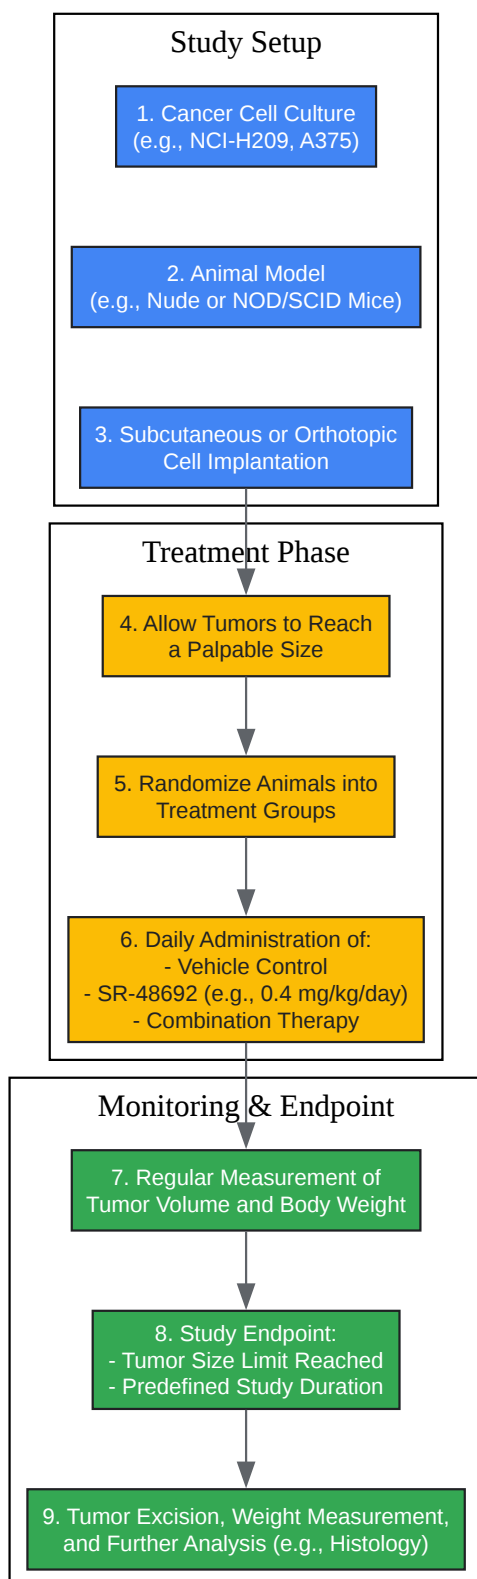 Study Setup
1. Cancer Cell Culture
(e.g., NCI-H209, A375)
2. Animal Model
(e.g., Nude or NOD/SCID Mice)
3. Subcutaneous or Orthotopic
Cell Implantation
Treatment Phase
4. Allow Tumors to Reach
a Palpable Size
5. Randomize Animals into
Treatment Groups
6. Daily Administration of:
- Vehicle Control
- SR-48692 (e.g., 0.4 mg/kg/day)
- Combination Therapy
Monitoring & Endpoint
7. Regular Measurement of
Tumor Volume and Body Weight
8. Study Endpoint:
- Tumor Size Limit Reached
- Predefined Study Duration
9. Tumor Excision, Weight Measurement,
and Further Analysis (e.g., Histology)